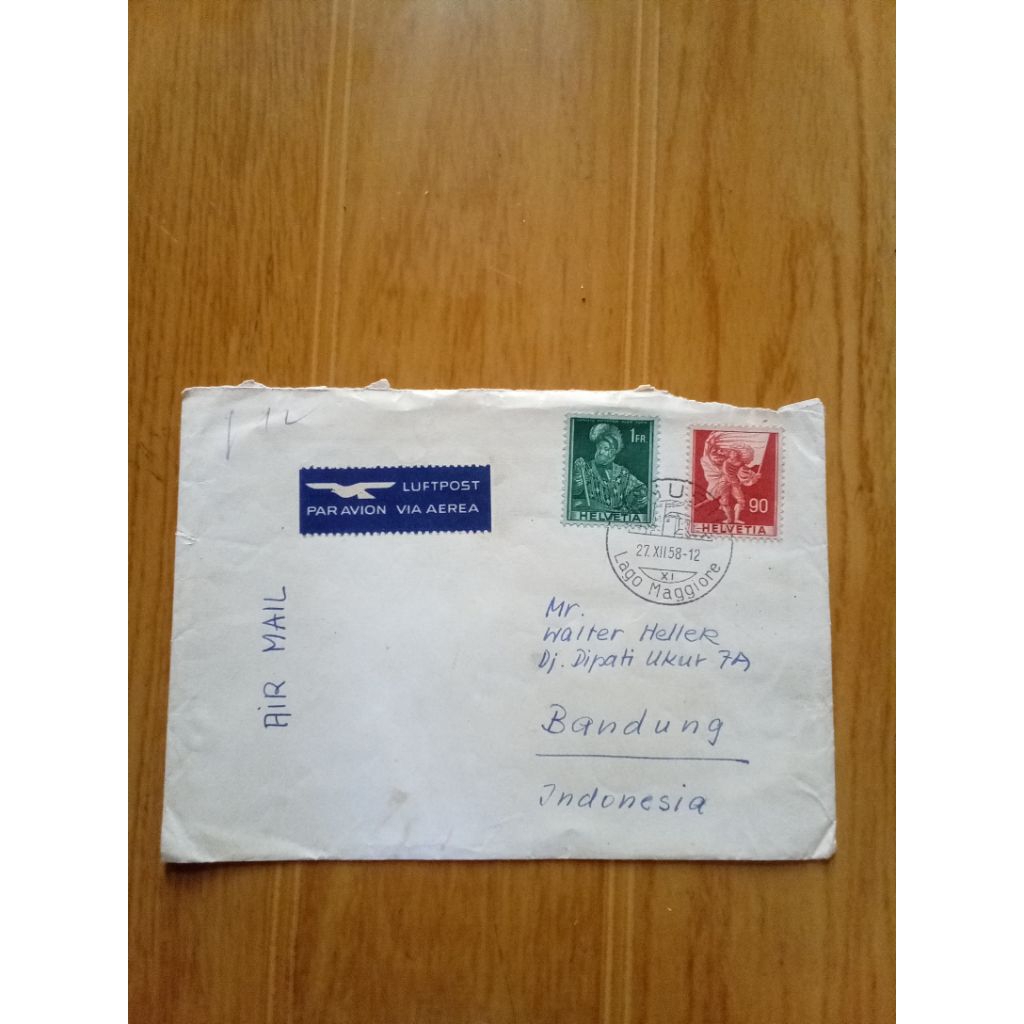 1 FR
HELVETIA
90
HELVETIA
LUFTPOST
PAR AVION VIA AEREA
27.XII.58-12
XI
Lago Maggiore
AIR MAIL
Mr.
Walter Heller
Dj. Dipati Ukur 7A
Bandung
Indonesia